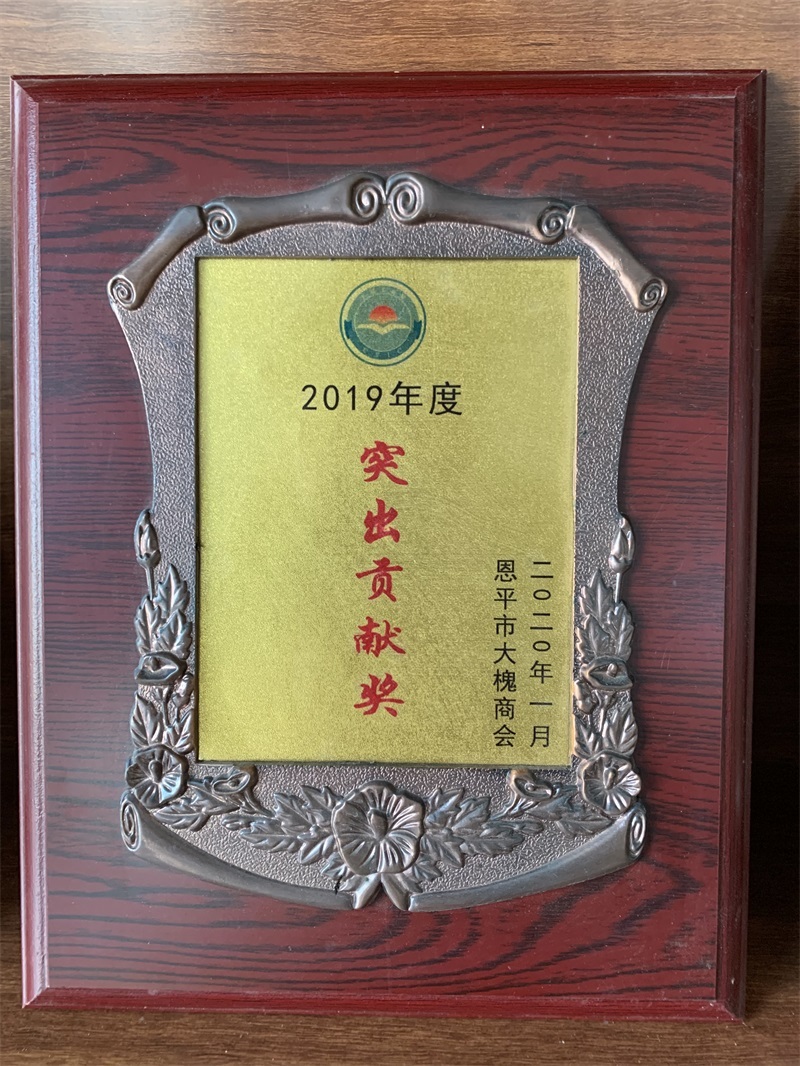 2019年度
突出贡献奖
恩平市大槐商会
二〇二〇年一月